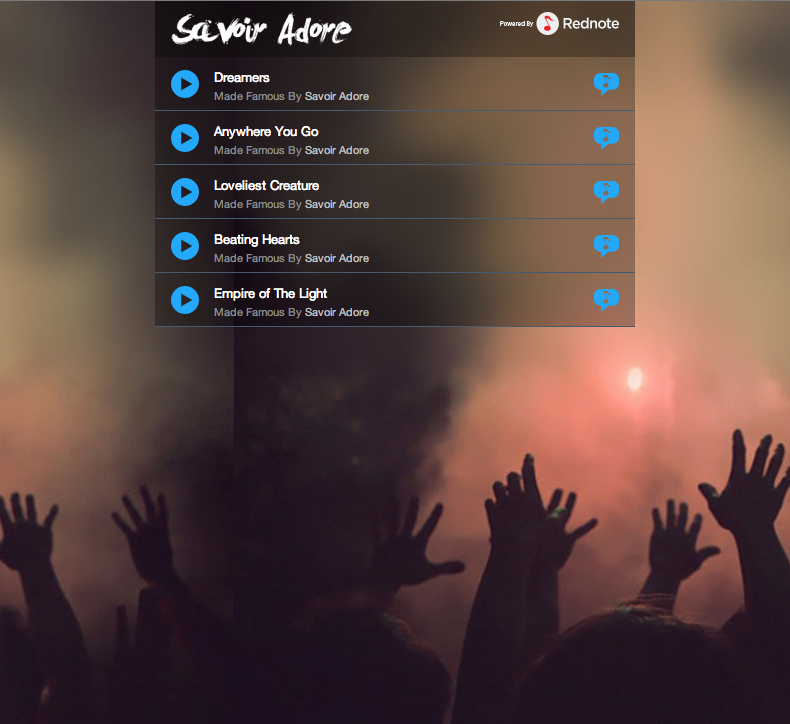 Savoir Adore
Powered By Rednote
Dreamers
Made Famous By Savoir Adore
Anywhere You Go
Made Famous By Savoir Adore
Loveliest Creature
Made Famous By Savoir Adore
Beating Hearts
Made Famous By Savoir Adore
Empire of The Light
Made Famous By Savoir Adore